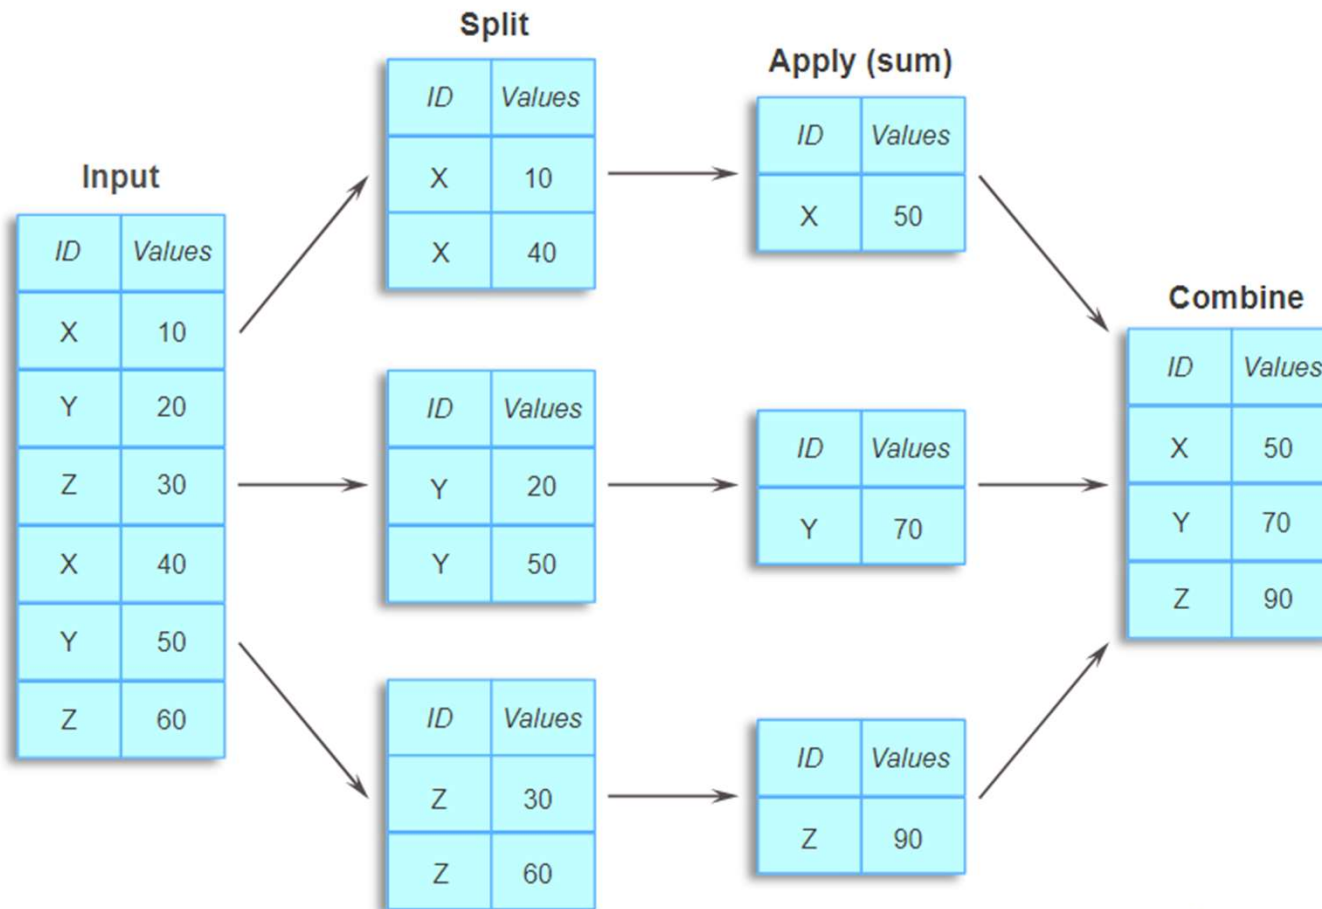 Input
ID Values
X 10
Y 20
Z 30
X 40
Y 50
Z 60
Split
ID Values
X 10
X 40
ID Values
Y 20
Y 50
ID Values
Z 30
Z 60
Apply (sum)
ID Values
X 50
ID Values
Y 70
ID Values
Z 90
Combine
ID Values
X 50
Y 70
Z 90